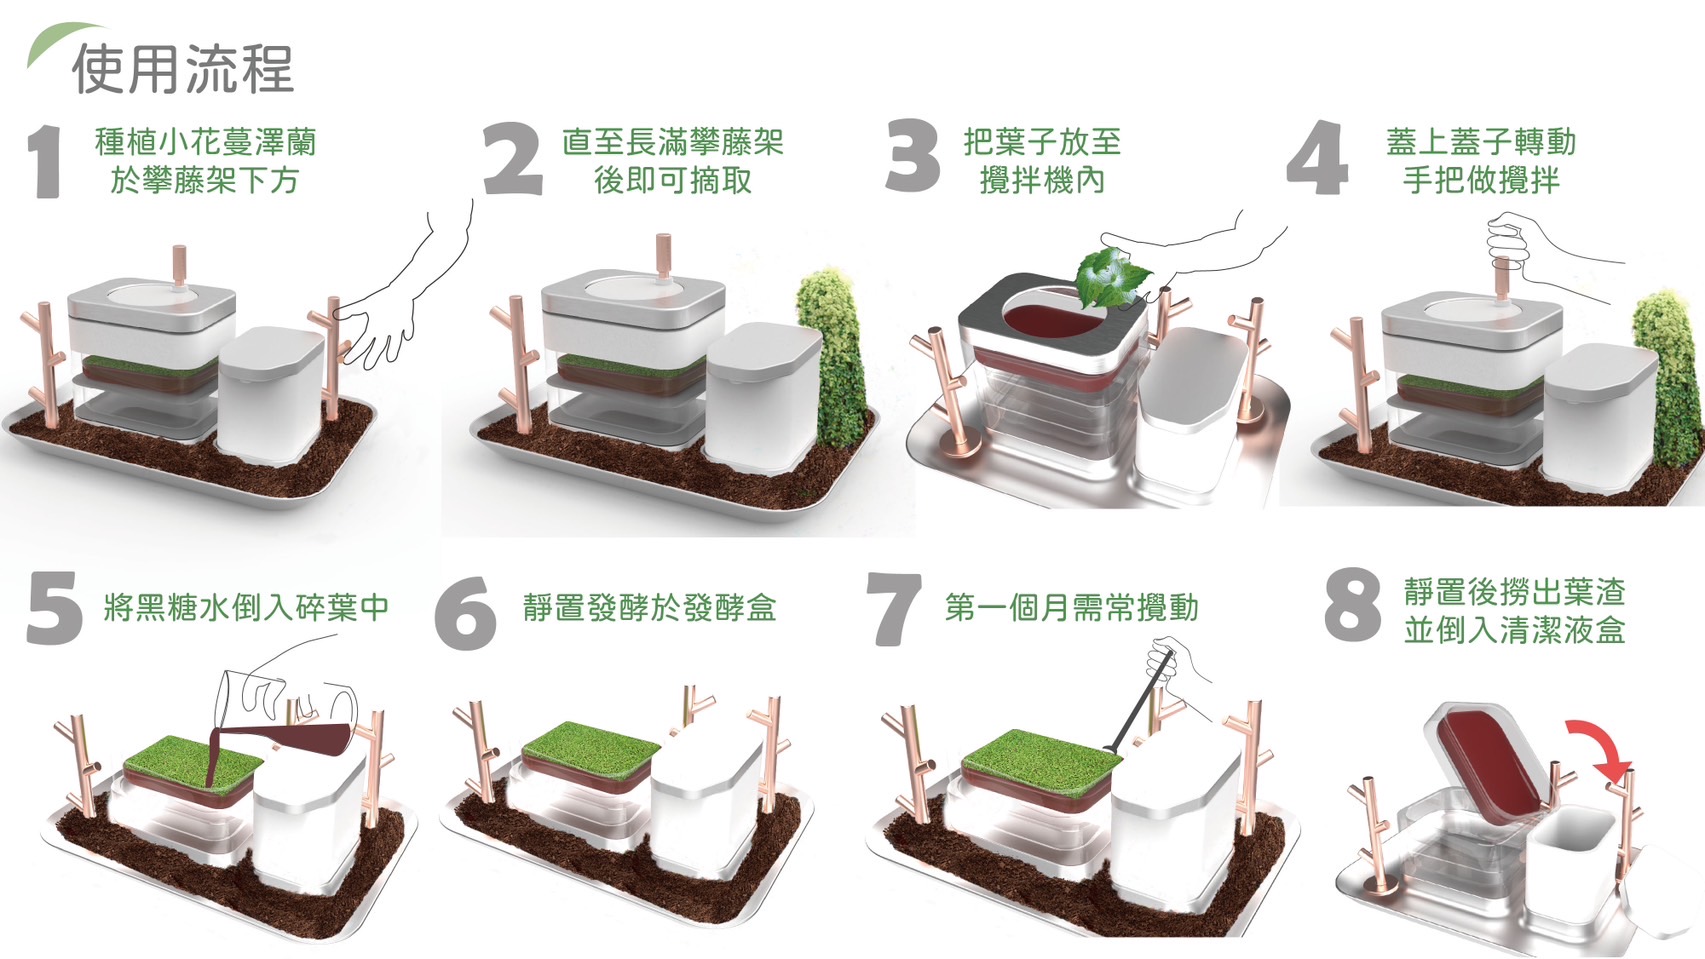 使用流程
1
種植小花蔓澤蘭
於攀藤架下方
2
直至長滿攀藤架
後即可摘取
3
把葉子放至
攪拌機內
4
蓋上蓋子轉動
手把做攪拌
5
將黑糖水倒入碎葉中
6
靜置發酵於發酵盒
7
第一個月需常攪動
8
靜置後撈出葉渣
並倒入清潔液盒